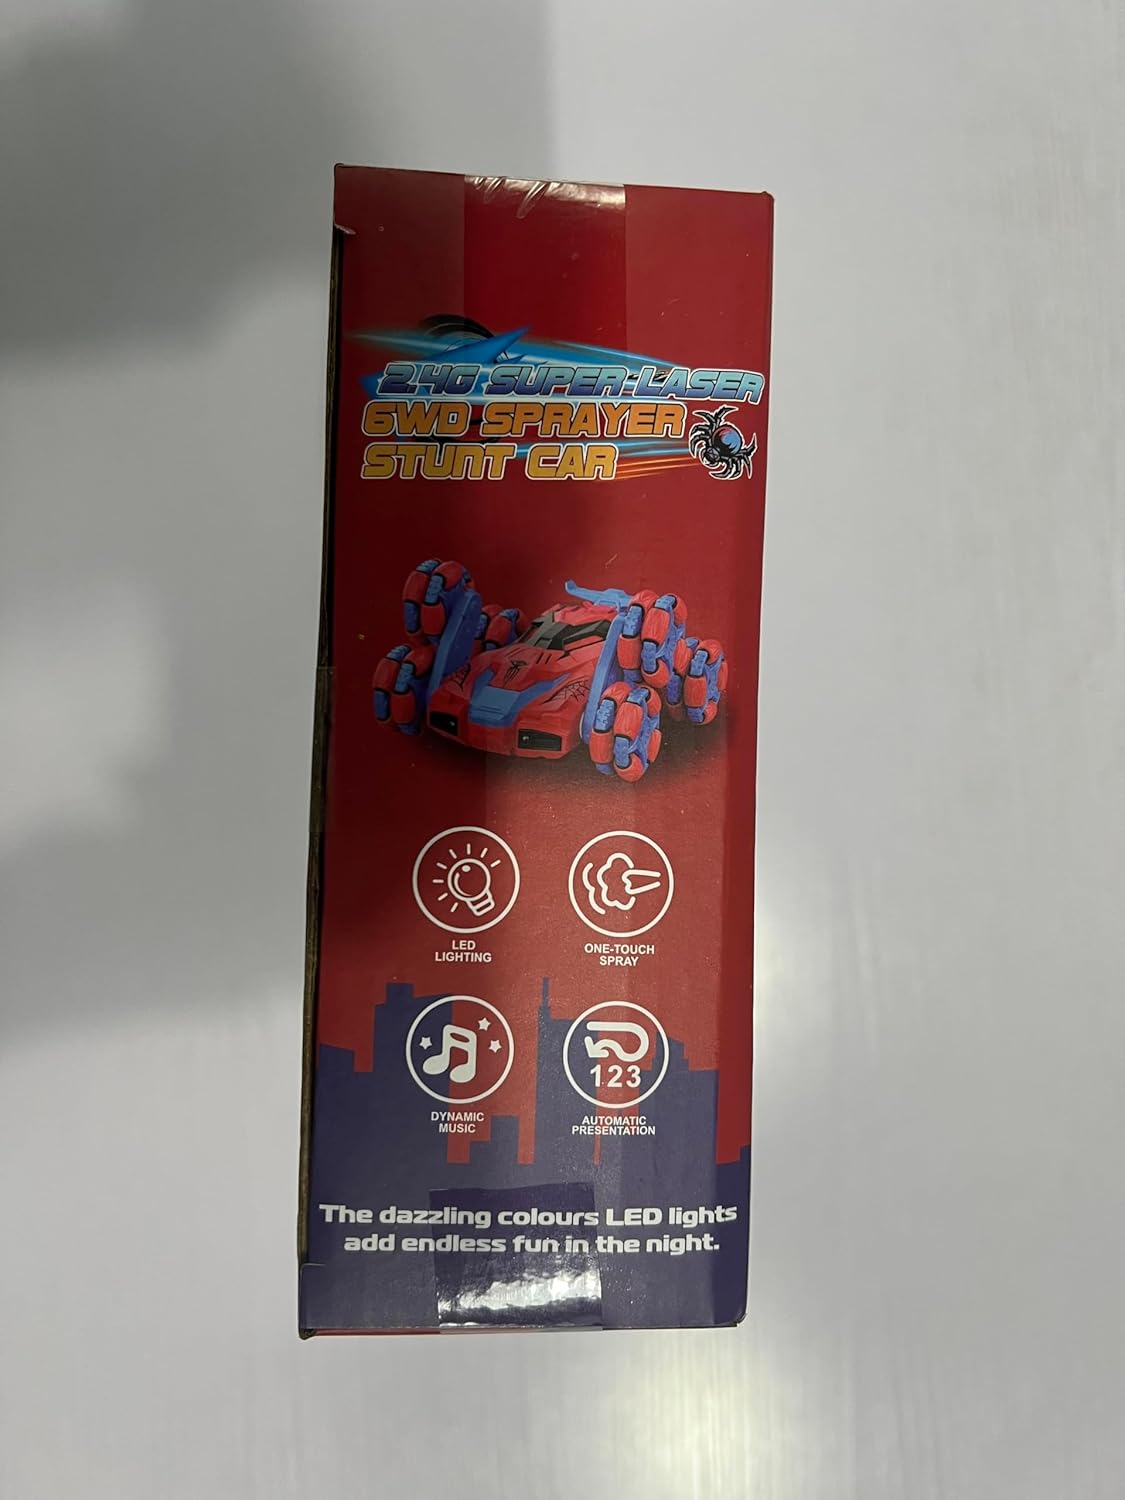 2.4G SUPER-LASER
6WD SPRAYER
STUNT CAR
LED
LIGHTING
ONE-TOUCH
SPRAY
123
DYNAMIC
MUSIC
AUTOMATIC
PRESENTATION
The dazzling colours LED lights
add endless fun in the night.